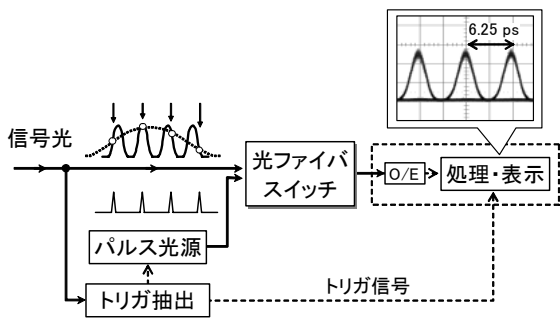 6.25 ps
信号光
光ファイバ
スイッチ
O/E
処理・表示
パルス光源
トリガ信号
トリガ抽出